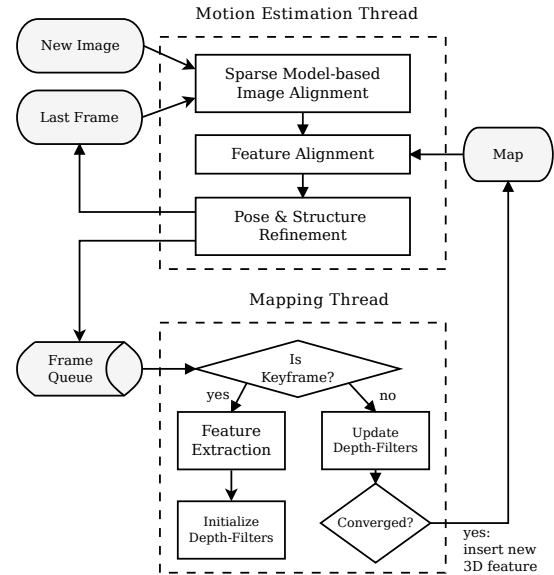 Motion Estimation Thread
New Image
Sparse Model-based
Image Alignment
Last Frame
Feature Alignment
Map
Pose & Structure
Refinement
Mapping Thread
Frame
Queue
Is
Keyframe?
yes
no
Feature
Extraction
Update
Depth-Filters
Initialize
Depth-Filters
Converged?
yes:
insert new
3D feature